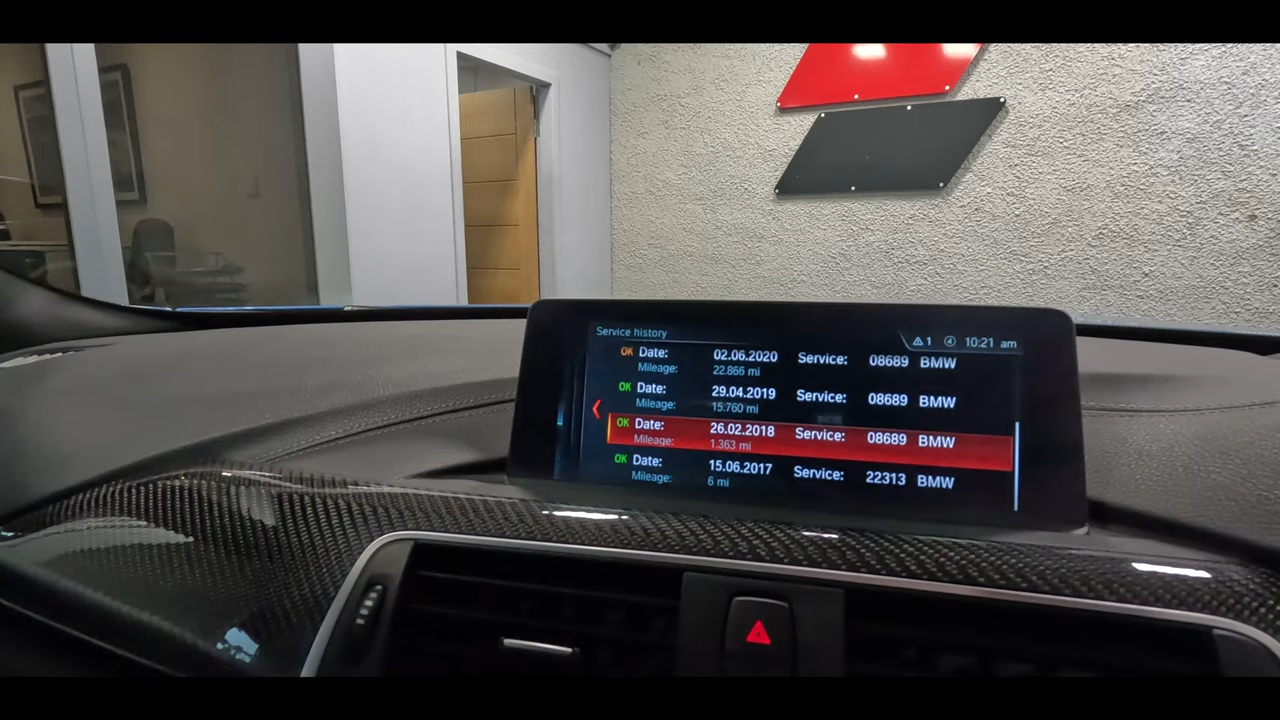 Service history
1 10:21 am
OK Date: 02.06.2020 Service: 08689 BMW
Mileage: 22.866 mi
OK Date: 29.04.2019 Service: 08689 BMW
Mileage: 15.760 mi
OK Date: 26.02.2018 Service: 08689 BMW
Mileage: 1.363 mi
OK Date: 15.06.2017 Service: 22313 BMW
Mileage: 6 mi